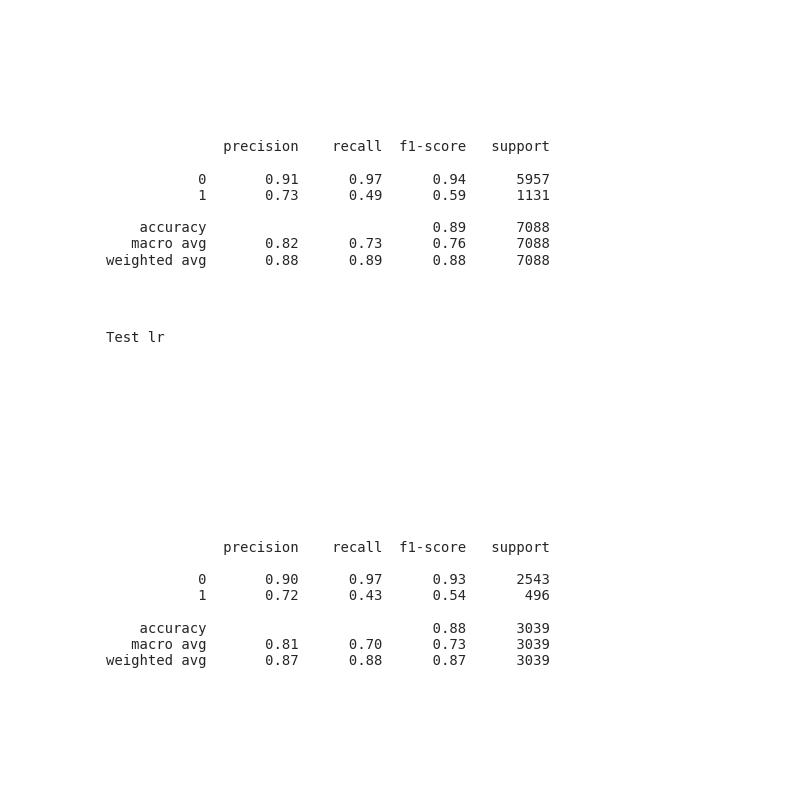 precision    recall  f1-score   support

           0       0.91      0.97      0.94      5957
           1       0.73      0.49      0.59      1131

    accuracy                           0.89      7088
   macro avg       0.82      0.73      0.76      7088
weighted avg       0.88      0.89      0.88      7088

Test lr

              precision    recall  f1-score   support

           0       0.90      0.97      0.93      2543
           1       0.72      0.43      0.54       496

    accuracy                           0.88      3039
   macro avg       0.81      0.70      0.73      3039
weighted avg       0.87      0.88      0.87      3039